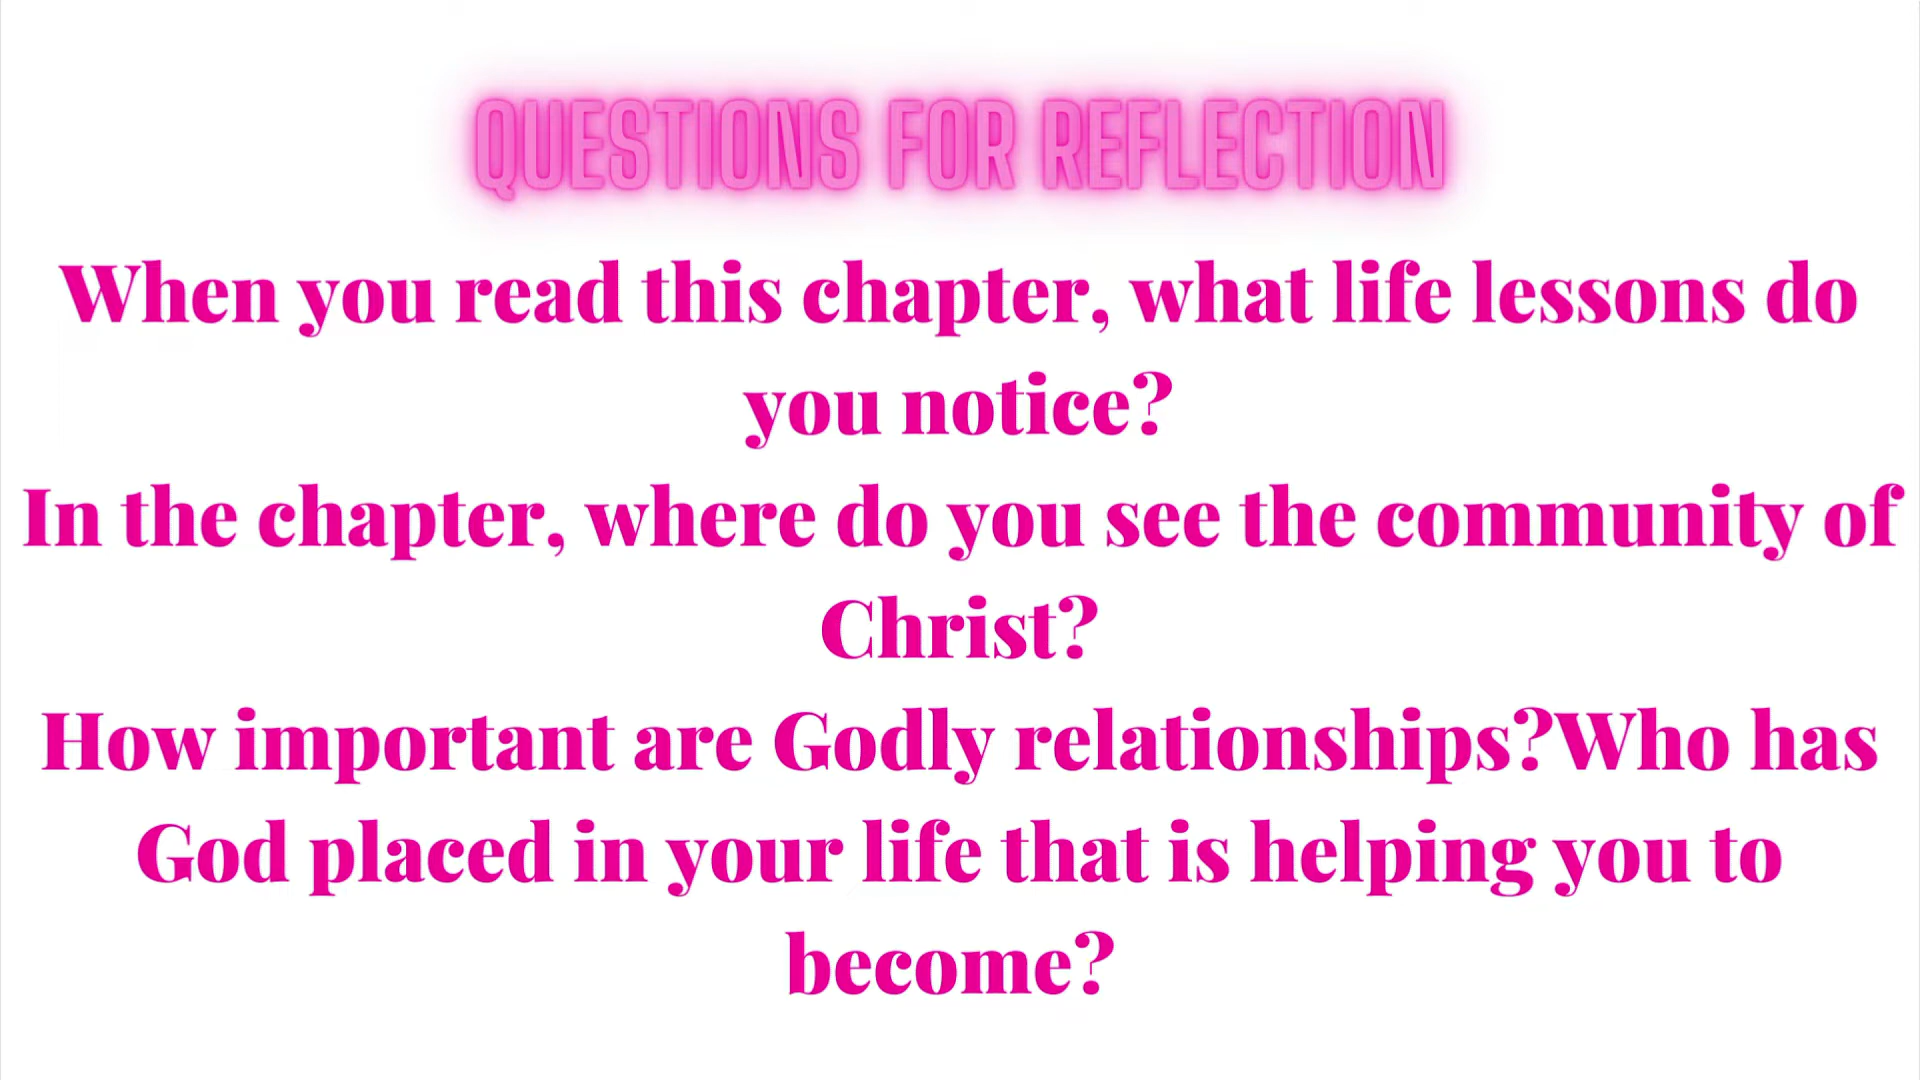 QUESTIONS FOR REFLECTION
When you read this chapter, what life lessons do
you notice?
In the chapter, where do you see the community of
Christ?
How important are Godly relationships?Who has
God placed in your life that is helping you to
become?